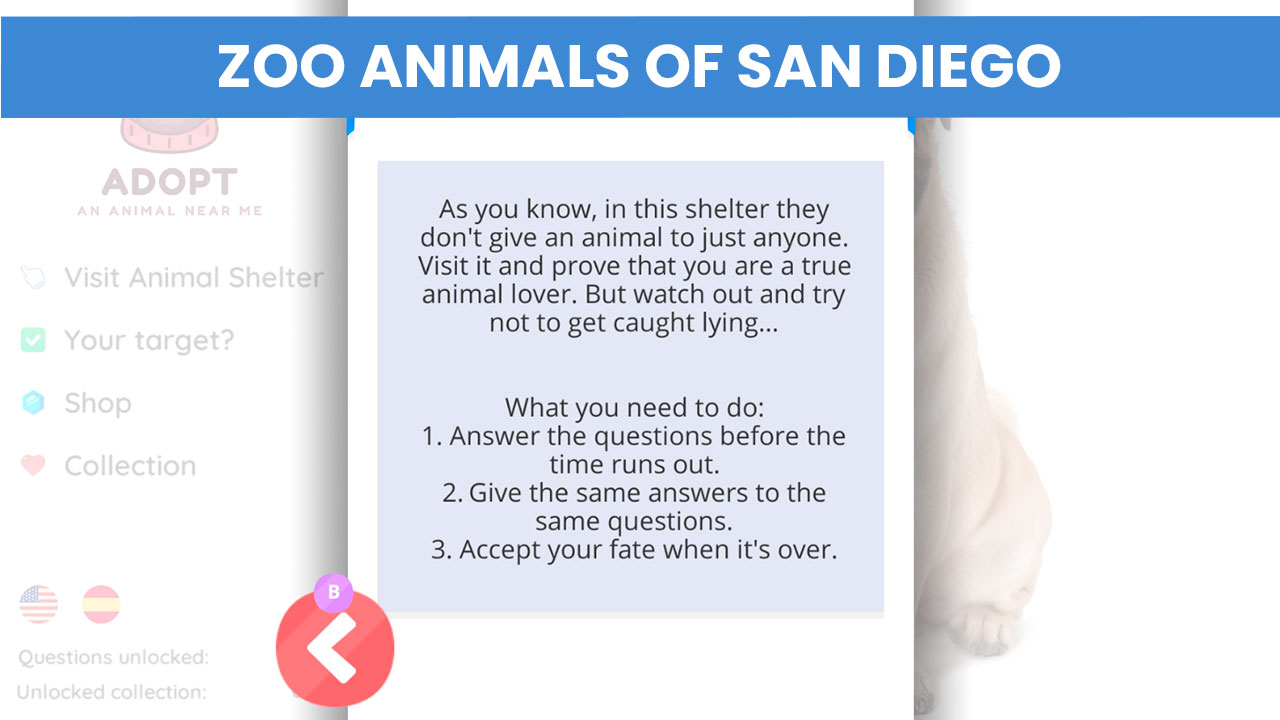 ZOO ANIMALS OF SAN DIEGO
ADOPT
AN ANIMAL NEAR ME
Visit Animal Shelter
Your target?
Shop
Collection
Questions unlocked:
Unlocked collection:
As you know, in this shelter they
don't give an animal to just anyone.
Visit it and prove that you are a true
animal lover. But watch out and try
not to get caught lying...
What you need to do:
1. Answer the questions before the
time runs out.
2. Give the same answers to the
same questions.
3. Accept your fate when it's over.
B